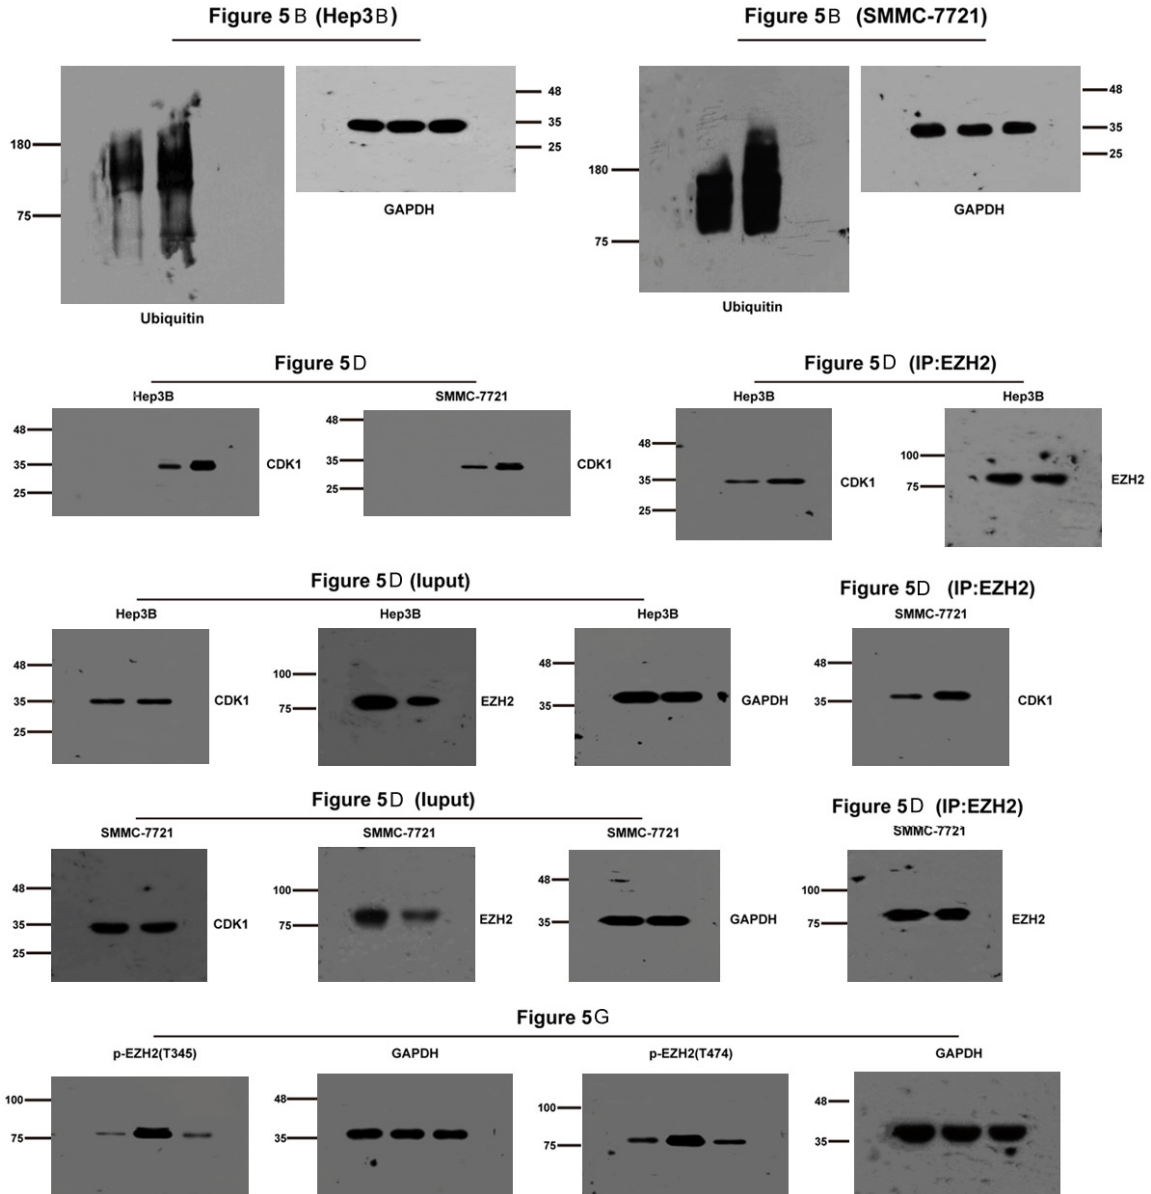 Figure 5B (Hep3B)
Figure 5B (SMMC-7721)
180
75
Ubiquitin
48
35
25
GAPDH
180
75
Ubiquitin
48
35
25
GAPDH
Figure 5D
Hep3B
48
35
25
CDK1
SMMC-7721
48
35
25
CDK1
Figure 5D (IP:EZH2)
Hep3B
48
35
25
CDK1
Hep3B
100
75
EZH2
Figure 5D (Iuput)
Hep3B
48
35
25
CDK1
Hep3B
100
75
EZH2
Hep3B
48
35
GAPDH
Figure 5D (IP:EZH2)
SMMC-7721
48
35
CDK1
Figure 5D (Iuput)
SMMC-7721
48
35
25
CDK1
SMMC-7721
100
75
EZH2
SMMC-7721
48
35
GAPDH
Figure 5D (IP:EZH2)
SMMC-7721
100
75
EZH2
Figure 5G
p-EZH2(T345)
100
75
GAPDH
48
35
p-EZH2(T474)
100
75
GAPDH
48
35